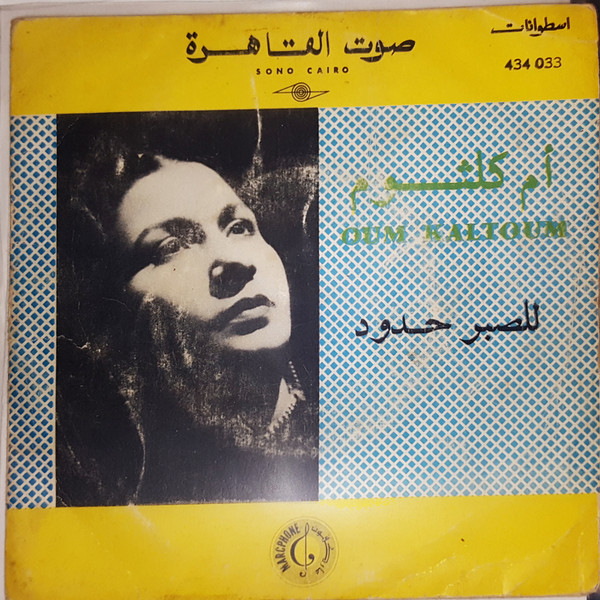 اسطوانات
صوت القاهرة
SONO CAIRO
434 033
أم كلثوم
OUM KALTOUM
للصبر حدود
MARCPHONE